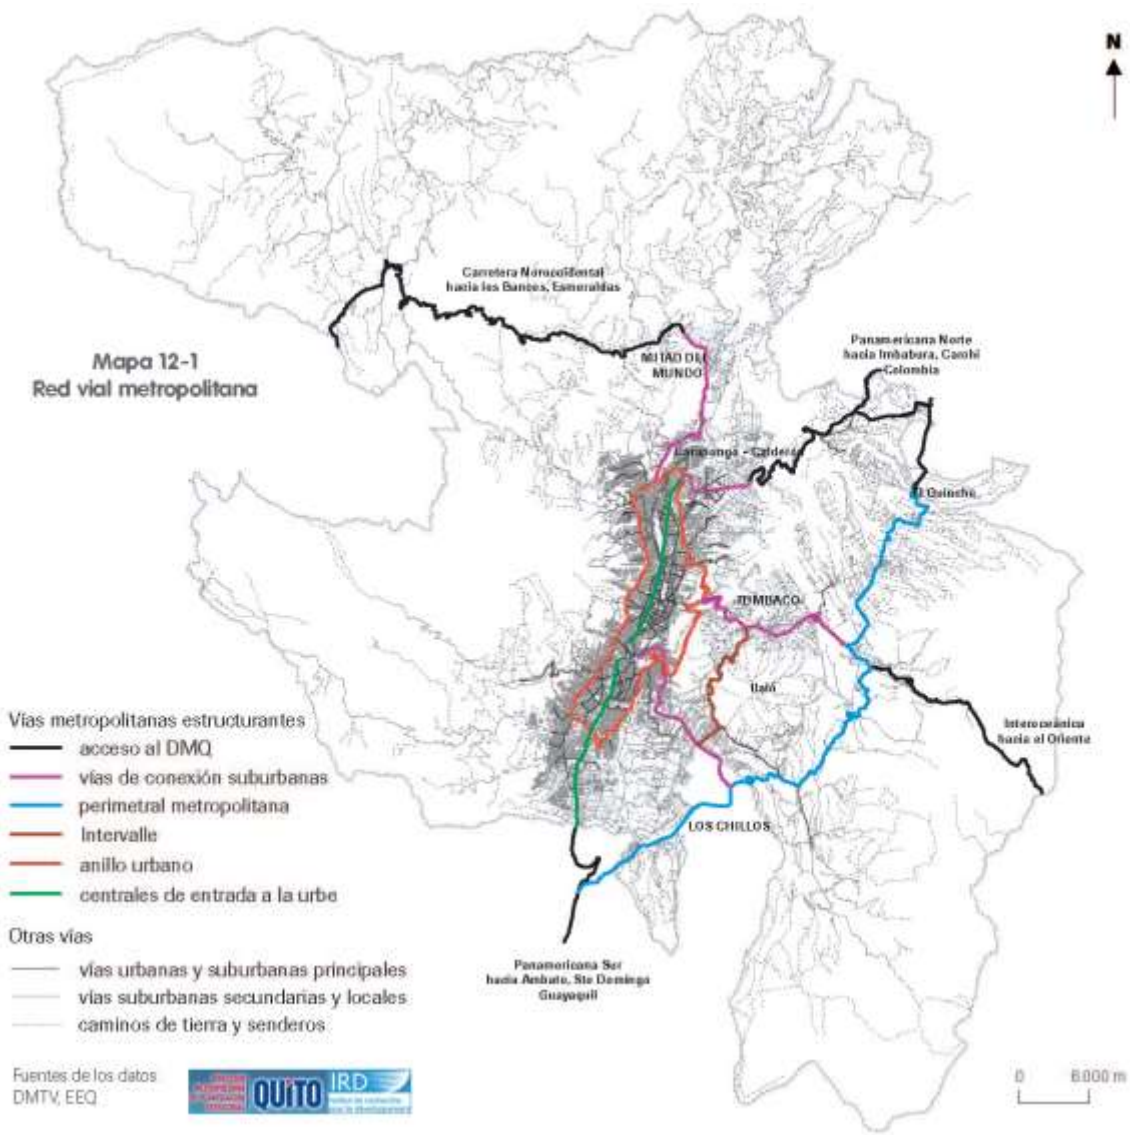 N
Carretera Noroccidental
hacia los Bancos, Esmeraldas
Mapa 12-1
Red vial metropolitana
MITAD DEL
MUNDO
Panamericana Norte
hacia Imbabura, Carchi
Colombia
Carapungo - Calderón
El Quinche
TUMBACO
Ilaló
Interoceánica
hacia el Oriente
LOS CHILLOS
Vías metropolitanas estructurantes
acceso al DMQ
vías de conexión suburbanas
perimetral metropolitana
Intervalle
anillo urbano
centrales de entrada a la urbe
Otras vías
vías urbanas y suburbanas principales
vías suburbanas secundarias y locales
caminos de tierra y senderos
Panamericana Sur
hacia Ambato, Sto Domingo
Guayaquil
Fuentes de los datos
DMTV, EEQ
QUITO
IRD
0 6.000 m